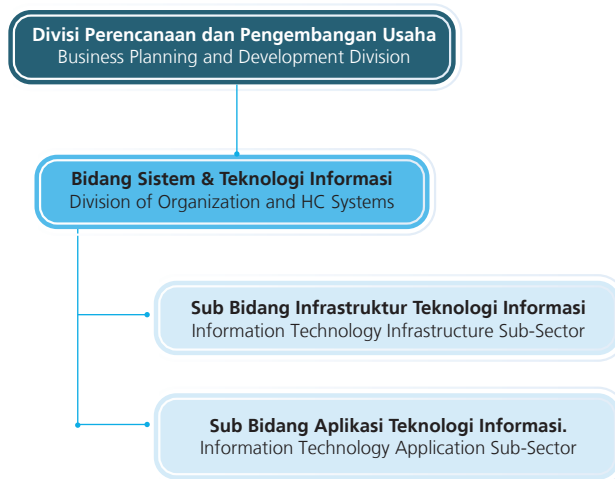 Divisi Perencanaan dan Pengembangan Usaha
Business Planning and Development Division
Bidang Sistem & Teknologi Informasi
Division of Organization and HC Systems
Sub Bidang Infrastruktur Teknologi Informasi
Information Technology Infrastructure Sub-Sector
Sub Bidang Aplikasi Teknologi Informasi.
Information Technology Application Sub-Sector